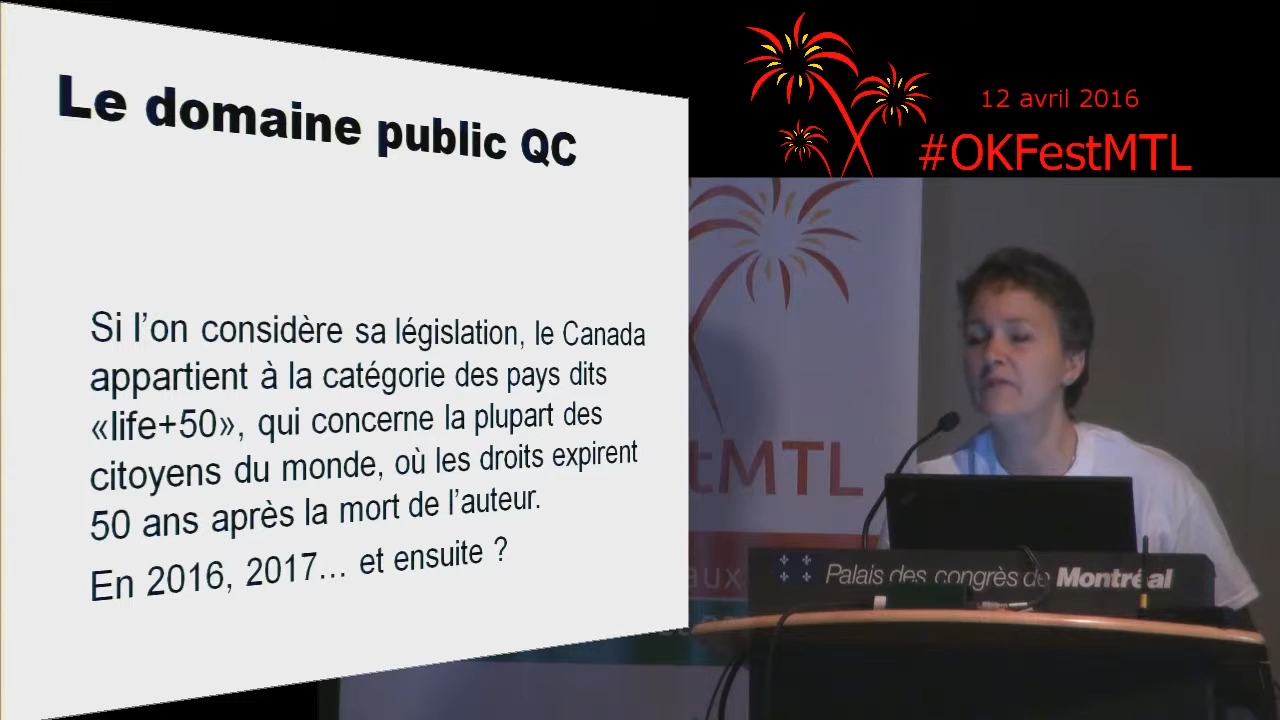 Le domaine public QC
Si l'on considère sa législation, le Canada
appartient à la catégorie des pays dits
«life+50», qui concerne la plupart des
citoyens du monde, où les droits expirent
50 ans après la mort de l'auteur.
En 2016, 2017... et ensuite ?
12 avril 2016
#OKFestMTL
tMTL
aux
Palais des congrès de Montréal